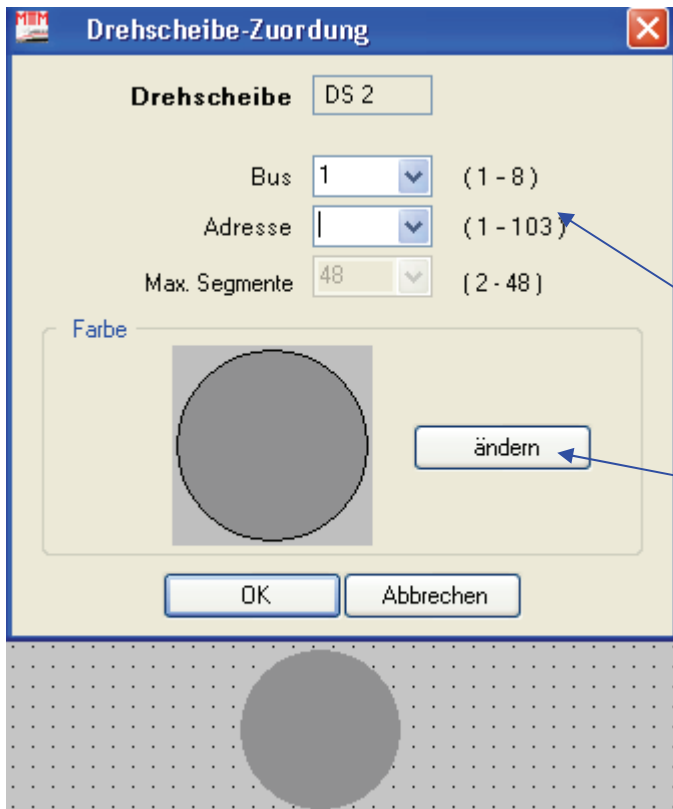 MUM
Drehscheibe-Zuordung
Drehscheibe DS 2
Bus 1 ( 1 - 8 )
Adresse ( 1 - 103 )
Max. Segmente 48 ( 2 - 48 )
Farbe
ändern
OK Abbrechen